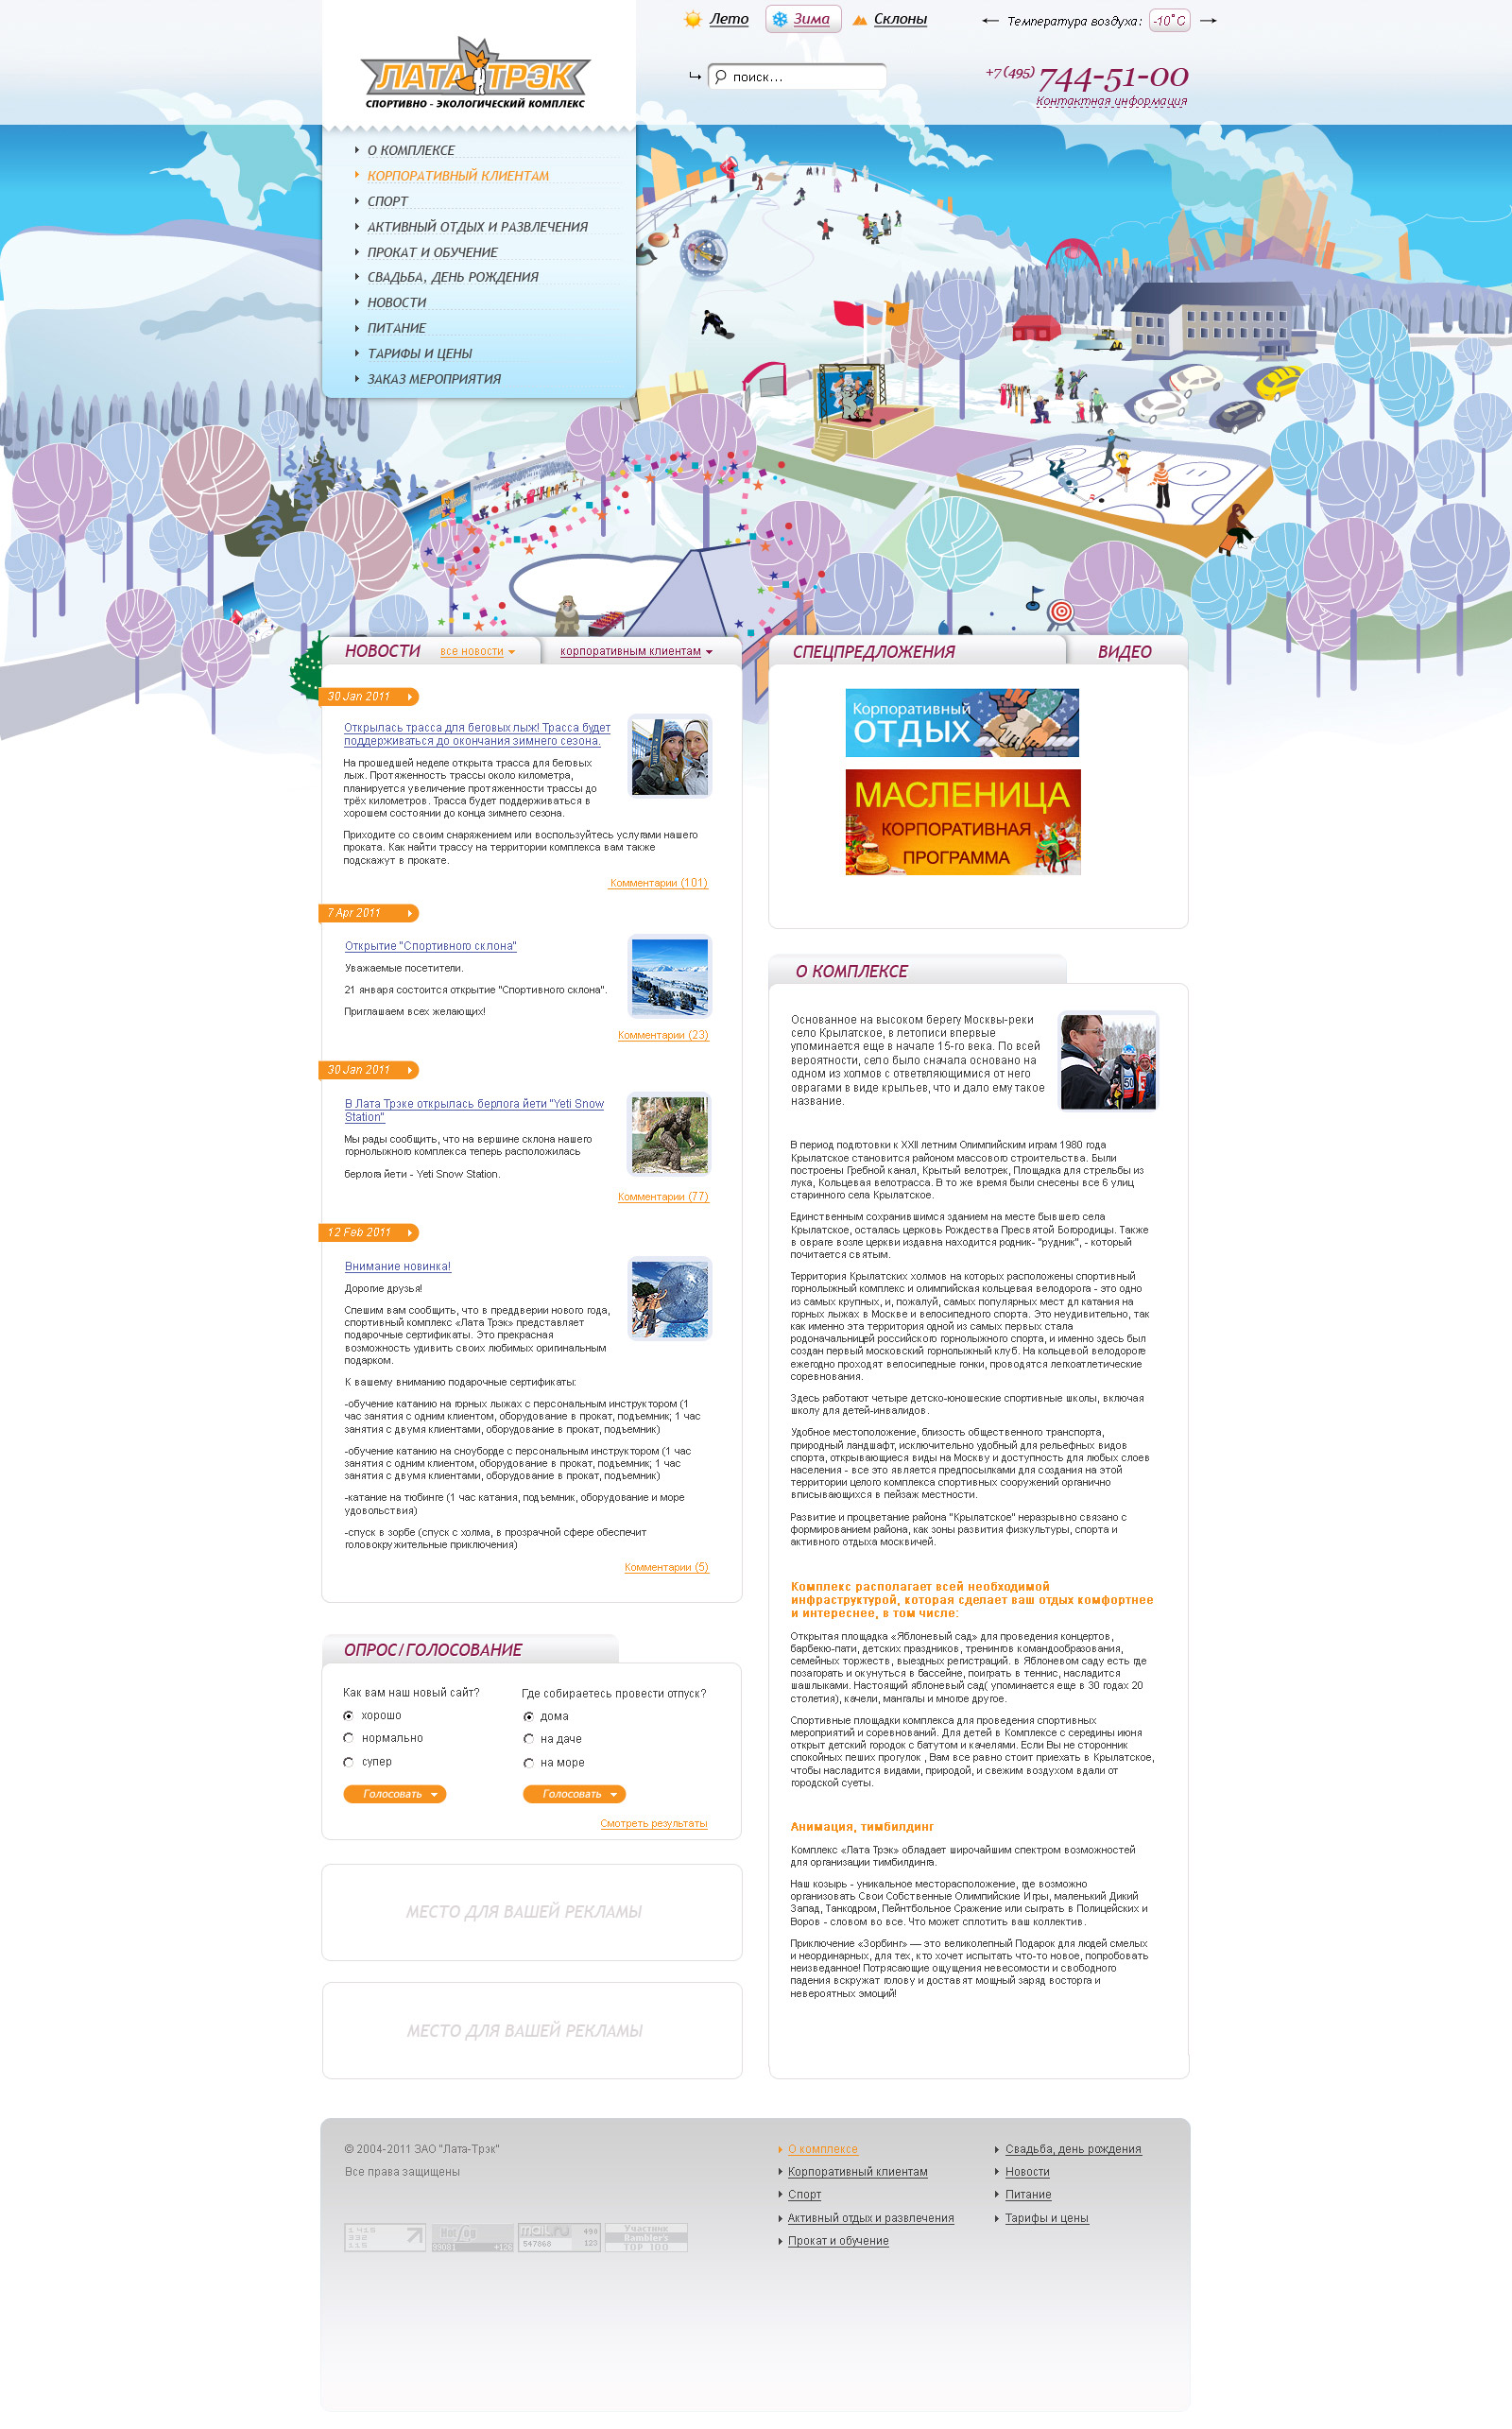 Лето
Зима
Склоны
Температура воздуха:
-10°C
ЛАТА ТРЭК
СПОРТИВНО - ЭКОЛОГИЧЕСКИЙ КОМПЛЕКС
поиск...
+7 (495) 744-51-00
Контактная информация
О КОМПЛЕКСЕ
КОРПОРАТИВНЫЙ КЛИЕНТАМ
СПОРТ
АКТИВНЫЙ ОТДЫХ И РАЗВЛЕЧЕНИЯ
ПРОКАТ И ОБУЧЕНИЕ
СВАДЬБА, ДЕНЬ РОЖДЕНИЯ
НОВОСТИ
ПИТАНИЕ
ТАРИФЫ И ЦЕНЫ
ЗАКАЗ МЕРОПРИЯТИЯ
НОВОСТИ
все новости
корпоративным клиентам
30 Jan 2011
Открылась трасса для беговых лыж! Трасса будет
поддерживаться до окончания зимнего сезона.
На прошедшей неделе открыта трасса для беговых
лыж. Протяженность трассы около километра,
планируется увеличение протяженности трассы до
трёх километров. Трасса будет поддерживаться в
хорошем состоянии до конца зимнего сезона.
Приходите со своим снаряжением или воспользуйтесь услугами нашего
проката. Как найти трассу на территории комплекса вам также
подскажут в прокате.
Комментарии (101)
7 Apr 2011
Открытие "Спортивного склона"
Уважаемые посетители.
21 января состоится открытие "Спортивного склона".
Приглашаем всех желающих!
Комментарии (23)
30 Jan 2011
В Лата Трэке открылась берлога йети "Yeti Snow
Station"
Мы рады сообщить, что на вершине склона нашего
горнолыжного комплекса теперь расположилась
берлога йети - Yeti Snow Station.
Комментарии (77)
12 Feb 2011
Внимание новинка!
Дорогие друзья!
Спешим вам сообщить, что в преддверии нового года,
спортивный комплекс «Лата Трэк» представляет
подарочные сертификаты. Это прекрасная
возможность удивить своих любимых оригинальным
подарком.
К вашему вниманию подарочные сертификаты:
-обучение катанию на горных лыжах с персональным инструктором (1
час занятия с одним клиентом, оборудование в прокат, подъемник; 1 час
занятия с двумя клиентами, оборудование в прокат, подъемник)
-обучение катанию на сноуборде с персональным инструктором (1 час
занятия с одним клиентом, оборудование в прокат, подъемник; 1 час
занятия с двумя клиентами, оборудование в прокат, подъемник)
-катание на тюбинге (1 час катания, подъемник, оборудование и море
удовольствия)
-спуск в зорбе (спуск с холма, в прозрачной сфере обеспечит
головокружительные приключения)
Комментарии (5)
ОПРОС/ГОЛОСОВАНИЕ
Как вам наш новый сайт?
хорошо
нормально
супер
Голосовать
Где собираетесь провести отпуск?
дома
на даче
на море
Голосовать
Смотреть результаты
МЕСТО ДЛЯ ВАШЕЙ РЕКЛАМЫ
МЕСТО ДЛЯ ВАШЕЙ РЕКЛАМЫ
СПЕЦПРЕДЛОЖЕНИЯ
ВИДЕО
Корпоративный
ОТДЫХ
МАСЛЕНИЦА
КОРПОРАТИВНАЯ
ПРОГРАММА
О КОМПЛЕКСЕ
Основанное на высоком берегу Москвы-реки
село Крылатское, в летописи впервые
упоминается еще в начале 15-го века. По всей
вероятности, село было сначала основано на
одном из холмов с ответвляющимися от него
оврагами в виде крыльев, что и дало ему такое
название.
50
5
В период подготовки к XXII летним Олимпийским играм 1980 года
Крылатское становится районом массового строительства. Были
построены Гребной канал, Крытый велотрек, Площадка для стрельбы из
лука, Кольцевая велотрасса. В то же время были снесены все 6 улиц
старинного села Крылатское.
Единственным сохранившимся зданием на месте бывшего села
Крылатское, осталась церковь Рождества Пресвятой Богородицы. Также
в овраге возле церкви издавна находится родник- "рудник", - который
почитается святым.
Территория Крылатских холмов на которых расположены спортивный
горнолыжный комплекс и олимпийская кольцевая велодорога - это одно
из самых крупных, и, пожалуй, самых популярных мест дл катания на
горных лыжах в Москве и велосипедного спорта. Это неудивительно, так
как именно эта территория одной из самых первых стала
родоначальницей российского горнолыжного спорта, и именно здесь был
создан первый московский горнолыжный клуб. На кольцевой велодороге
ежегодно проходят велосипедные гонки, проводятся легкоатлетические
соревнования.
Здесь работают четыре детско-юношеские спортивные школы, включая
школу для детей-инвалидов.
Удобное местоположение, близость общественного транспорта,
природный ландшафт, исключительно удобный для рельефных видов
спорта, открывающиеся виды на Москву и доступность для любых слоев
населения - все это является предпосылками для создания на этой
территории целого комплекса спортивных сооружений органично
вписывающихся в пейзаж местности.
Развитие и процветание района "Крылатское" неразрывно связано с
формированием района, как зоны развития физкультуры, спорта и
активного отдыха москвичей.
Комплекс располагает всей необходимой
инфраструктурой, которая сделает ваш отдых комфортнее
и интереснее, в том числе:
Открытая площадка «Яблоневый сад» для проведения концертов,
барбекю-пати, детских праздников, тренингов командообразования,
семейных торжеств, выездных регистраций. в Яблоневом саду есть где
позагорать и окунуться в бассейне, поиграть в теннис, насладится
шашлыками. Настоящий яблоневый сад( упоминается еще в 30 годах 20
столетия), качели, мангалы и многое другое.
Спортивные площадки комплекса для проведения спортивных
мероприятий и соревнований. Для детей в Комплексе с середины июня
открыт детский городок с батутом и качелями. Если Вы не сторонник
спокойных пеших прогулок , Вам все равно стоит приехать в Крылатское,
чтобы насладится видами, природой, и свежим воздухом вдали от
городской суеты.
Анимация, тимбилдинг
Комплекс «Лата Трэк» обладает широчайшим спектром возможностей
для организации тимбилдинга.
Наш козырь - уникальное месторасположение, где возможно
организовать Свои Собственные Олимпийские Игры, маленький Дикий
Запад, Танкодром, Пейнтбольное Сражение или сыграть в Полицейских и
Воров - словом во все. Что может сплотить ваш коллектив.
Приключение «Зорбинг» — это великолепный Подарок для людей смелых
и неординарных, для тех, кто хочет испытать что-то новое, попробовать
неизведанное! Потрясающие ощущения невесомости и свободного
падения вскружат голову и доставят мощный заряд восторга и
невероятных эмоций!
© 2004-2011 ЗАО "Лата-Трэк"
Все права защищены
1415
332
115
HotLog
99081 +125
mail.ru
490
547868
123
Участник
Rambler's
TOP 100
О комплексе
Корпоративный клиентам
Спорт
Активный отдых и развлечения
Прокат и обучение
Свадьба, день рождения
Новости
Питание
Тарифы и цены